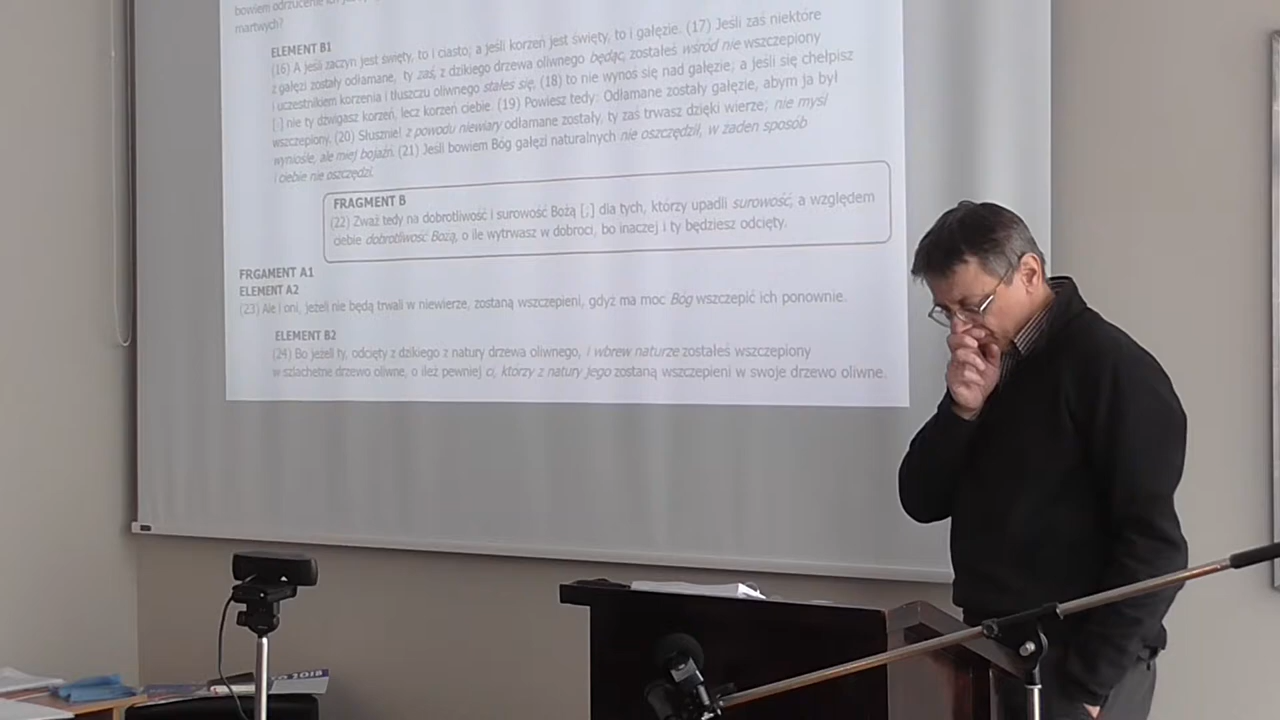 bowiem odrzucenie ich
martwych?
ELEMENT B1
(16) A jeśli zaczyn jest święty, to i ciasto; a jeśli korzeń jest święty, to i gałęzie. (17) Jeśli zaś niektóre
z gałęzi zostały odłamane, ty zaś, z dzikiego drzewa oliwnego będąc, zostałeś wśród nie wszczepiony
i uczestnikiem korzenia i tłuszczu oliwnego stałeś się, (18) to nie wynoś się nad gałęzie; a jeśli się chełpisz
[.] nie ty dźwigasz korzeń, lecz korzeń ciebie. (19) Powiesz tedy: Odłamane zostały gałęzie, abym ja był
wszczepiony. (20) Słusznie! z powodu niewiary odłamane zostały, ty zaś trwasz dzięki wierze; nie myśl
wyniośle, ale miej bojaźń. (21) Jeśli bowiem Bóg gałęzi naturalnych nie oszczędził, w żaden sposób
i ciebie nie oszczędzi.
FRAGMENT B
(22) Zważ tedy na dobrotliwość i surowość Bożą [,] dla tych, którzy upadli surowość, a względem
ciebie dobrotliwość Bożą, o ile wytrwasz w dobroci, bo inaczej i ty będziesz odcięty.
FRGAMENT A1
ELEMENT A2
(23) Ale i oni, jeżeli nie będą trwali w niewierze, zostaną wszczepieni, gdyż ma moc Bóg wszczepić ich ponownie.
ELEMENT B2
(24) Bo jeżeli ty, odcięty z dzikiego z natury drzewa oliwnego, i wbrew naturze zostałeś wszczepiony
w szlachetne drzewo oliwne, o ileż pewniej ci, którzy z natury jego zostaną wszczepieni w swoje drzewo oliwne.
2018